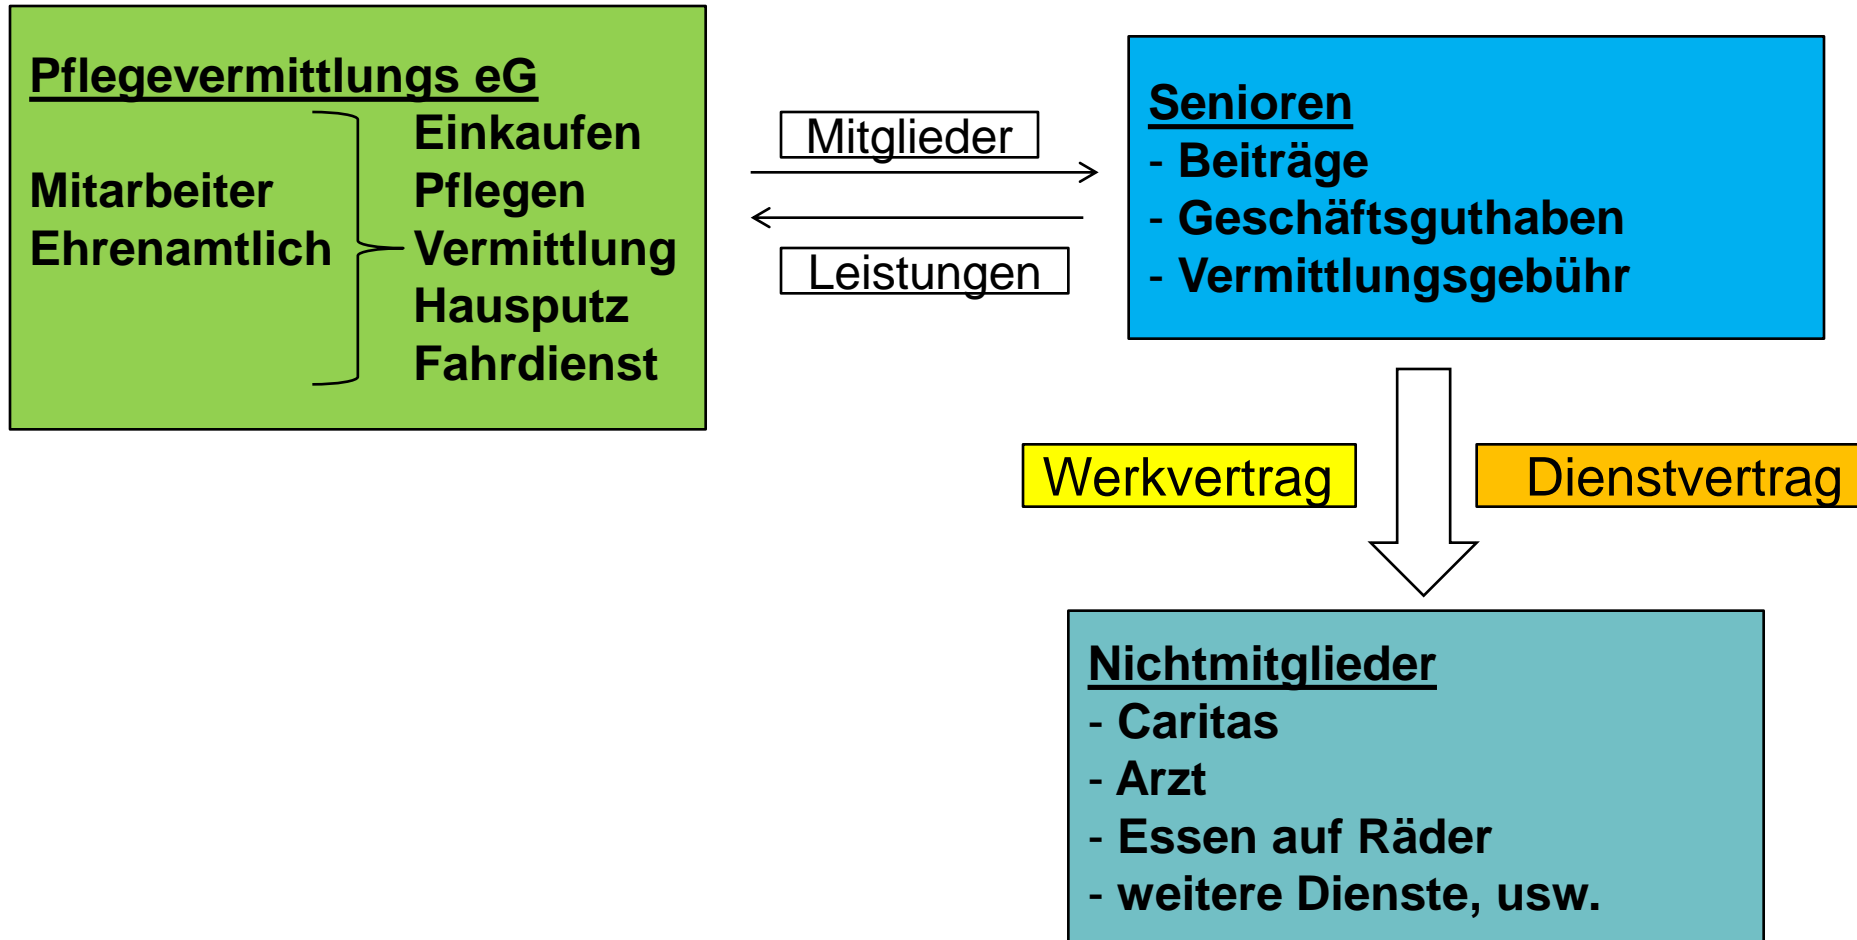 Pflegevermittlungs eG
Einkaufen
Mitarbeiter Pflegen
Ehrenamtlich Vermittlung
Hausputz
Fahrdienst
Mitglieder
Leistungen
Senioren
- Beiträge
- Geschäftsguthaben
- Vermittlungsgebühr
Werkvertrag
Dienstvertrag
Nichtmitglieder
- Caritas
- Arzt
- Essen auf Räder
- weitere Dienste, usw.